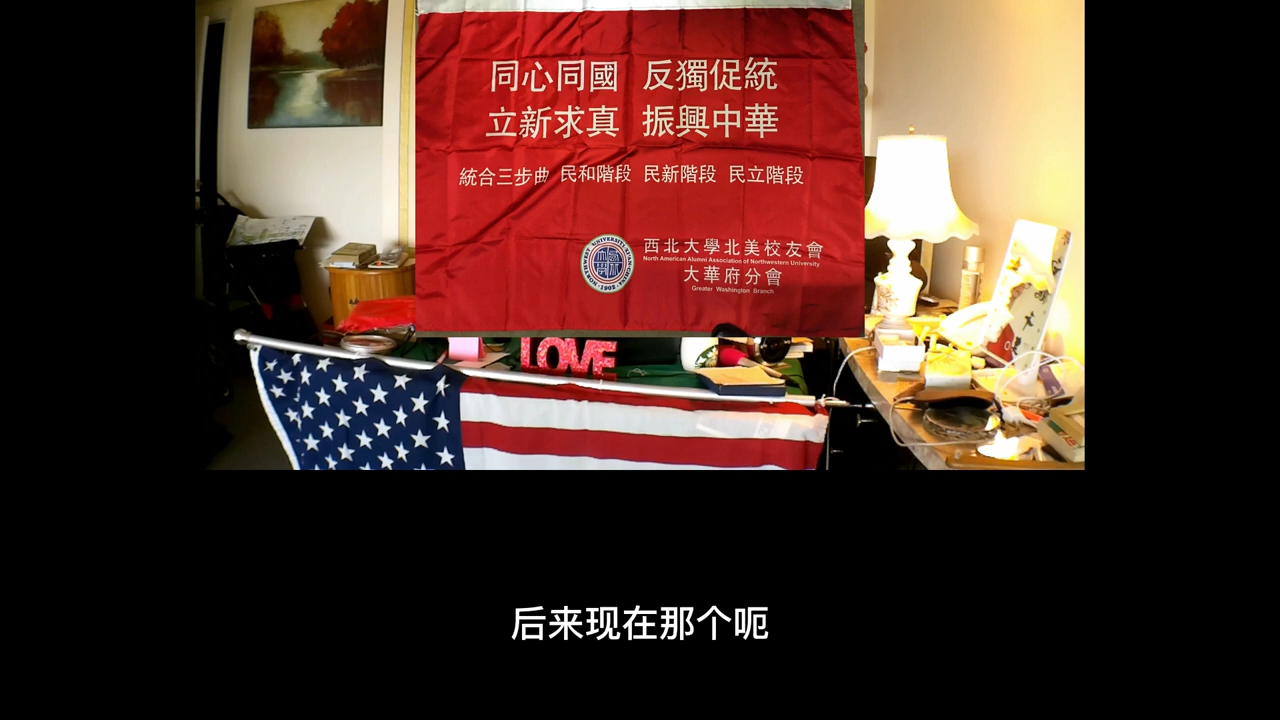 同心同國 反獨促統
立新求真 振興中華
統合三步曲 民和階段 民新階段 民立階段
西北大學北美校友會
North American Alumni Association of Northwestern University
大華府分會
Greater Washington Branch
NORTHWEST UNIVERSITY
1902
LOVE
后来现在那个呃